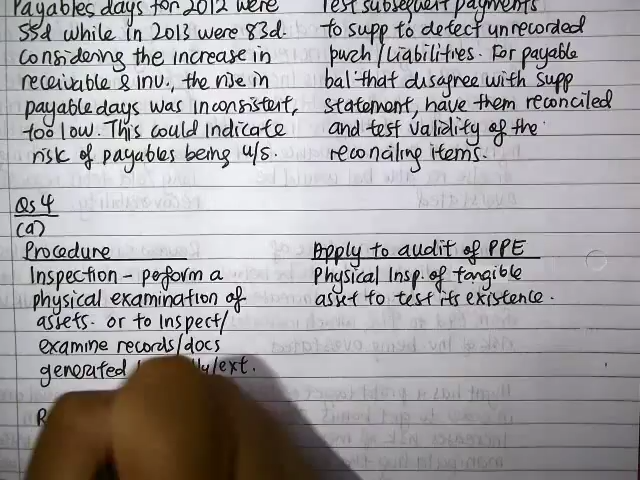 Payables days for 2012 were
55d while in 2013 were 83d.
considering the increase in
receivable & inv., the rise in
payable days was inconsistent,
too low. This could indicate
risk of payables being u/s.
Test subsequent payments
to supp to detect unrecorded
purch/liabilities. For payable
bal that disagree with supp
statement, have them reconciled
and test validity of the
reconciling items.
Qs 4
(a)
Procedure
Inspection - perform a
physical examination of
assets. or to inspect/
examine records/docs
generated /ext.
Apply to audit of PPE
Physical Insp. of tangible
asset to test its existence.